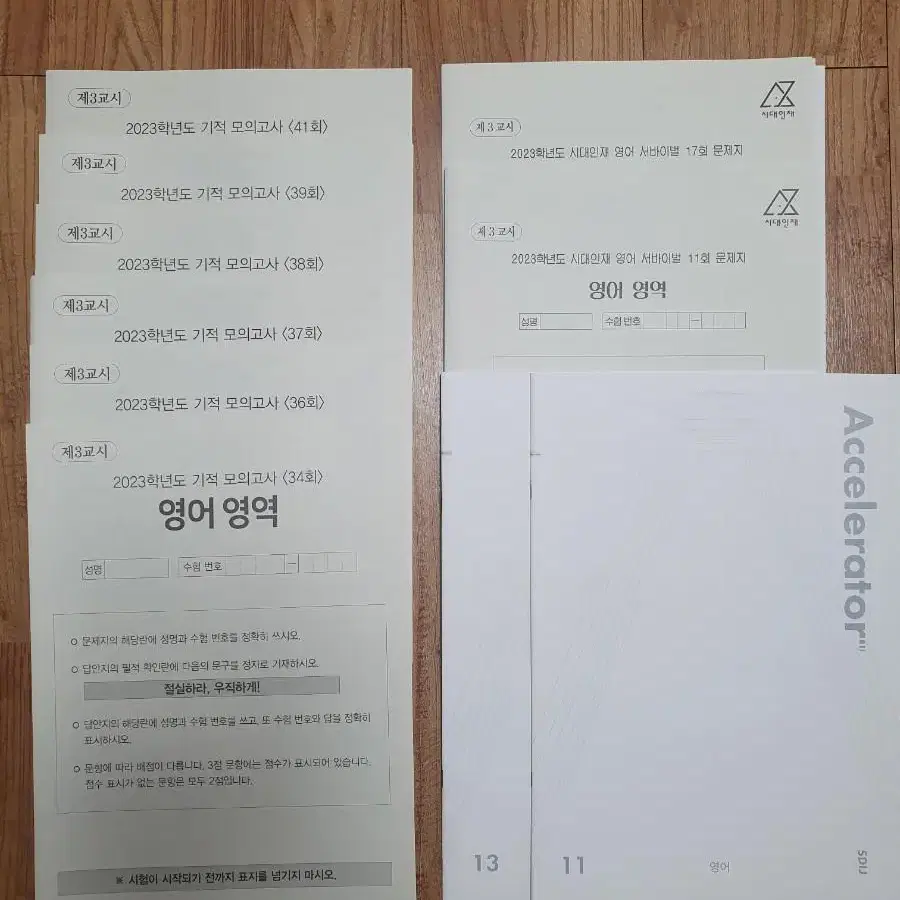 제3교시
2023학년도 기적 모의고사 〈41회〉
제3교시
2023학년도 기적 모의고사 〈39회〉
제3교시
2023학년도 기적 모의고사 〈38회〉
제3교시
2023학년도 기적 모의고사 〈37회〉
제3교시
2023학년도 기적 모의고사 〈36회〉
제3교시
2023학년도 기적 모의고사 〈34회〉
영어 영역
성명 수험 번호 –
문제지의 해당란에 성명과 수험 번호를 정확히 쓰시오.
답안지의 필적 확인란에 다음의 문구를 정자로 기재하시오.
절실하라, 우직하게!
답안지의 해당란에 성명과 수험 번호를 쓰고, 또 수험 번호와 답을 정확히
표시하시오.
문항에 따라 배점이 다릅니다. 3점 문항에는 점수가 표시되어 있습니다.
점수 표시가 없는 문항은 모두 2점입니다.
※ 시험이 시작되기 전까지 표지를 넘기지 마시오.
시대인재
제3교시
2023학년도 시대인재 영어 서바이벌 17회 문제지
시대인재
제3교시
2023학년도 시대인재 영어 서바이벌 11회 문제지
영어 영역
성명 수험 번호 –
Accelerator
13
11
영어
SDIJ